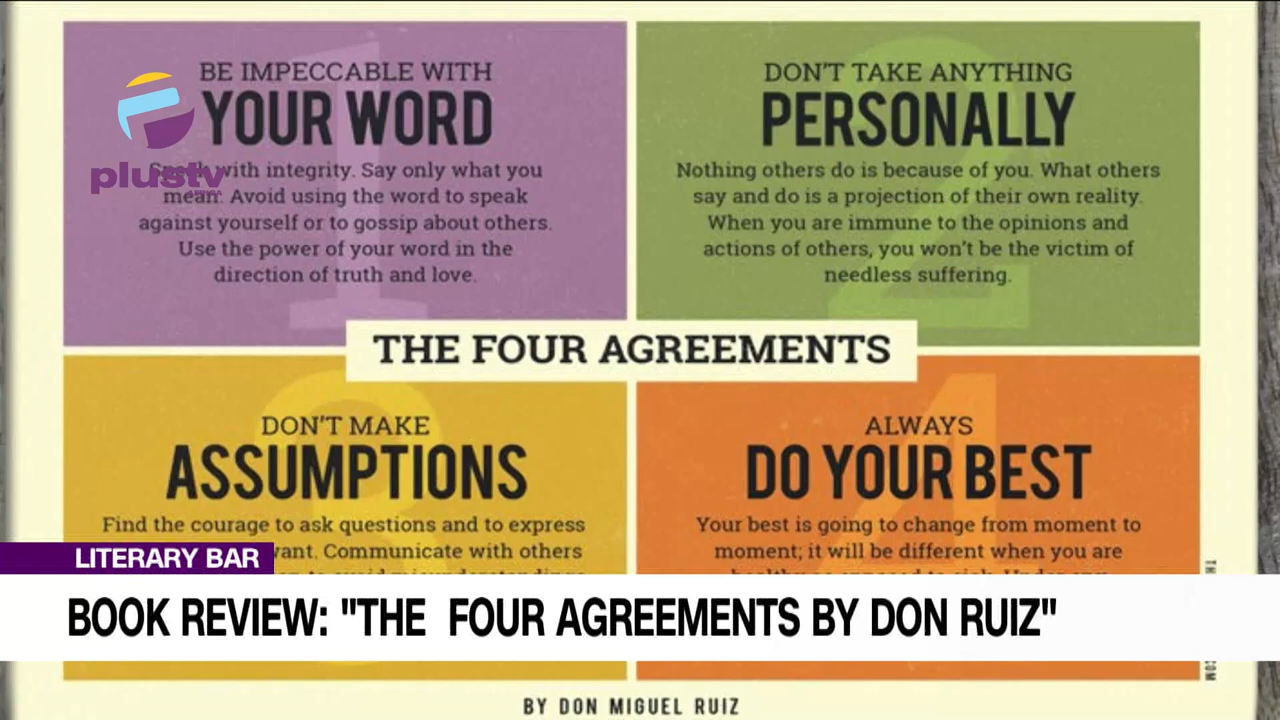 BE IMPECCABLE WITH
YOUR WORD
Speak with integrity. Say only what you
mean. Avoid using the word to speak
against yourself or to gossip about others.
Use the power of your word in the
direction of truth and love.
plustv
DON'T TAKE ANYTHING
PERSONALLY
Nothing others do is because of you. What others
say and do is a projection of their own reality.
When you are immune to the opinions and
actions of others, you won't be the victim of
needless suffering.
THE FOUR AGREEMENTS
DON'T MAKE
ASSUMPTIONS
Find the courage to ask questions and to express
want. Communicate with others
ALWAYS
DO YOUR BEST
Your best is going to change from moment to
moment; it will be different when you are
LITERARY BAR
BOOK REVIEW: "THE FOUR AGREEMENTS BY DON RUIZ"
BY DON MIGUEL RUIZ